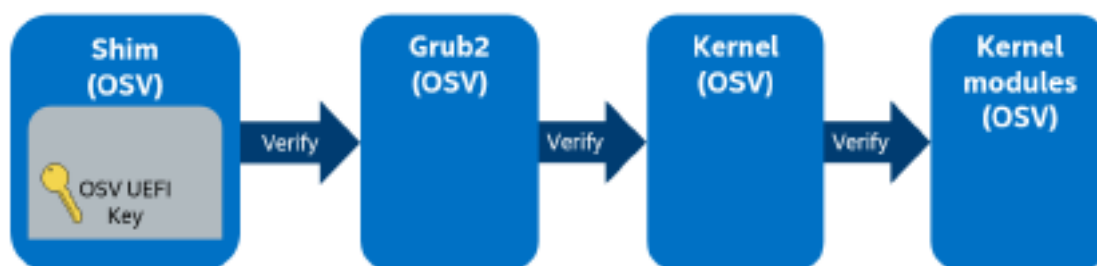 Shim
(OSV)
OSV UEFI
Key
Verify
Grub2
(OSV)
Verify
Kernel
(OSV)
Verify
Kernel
modules
(OSV)